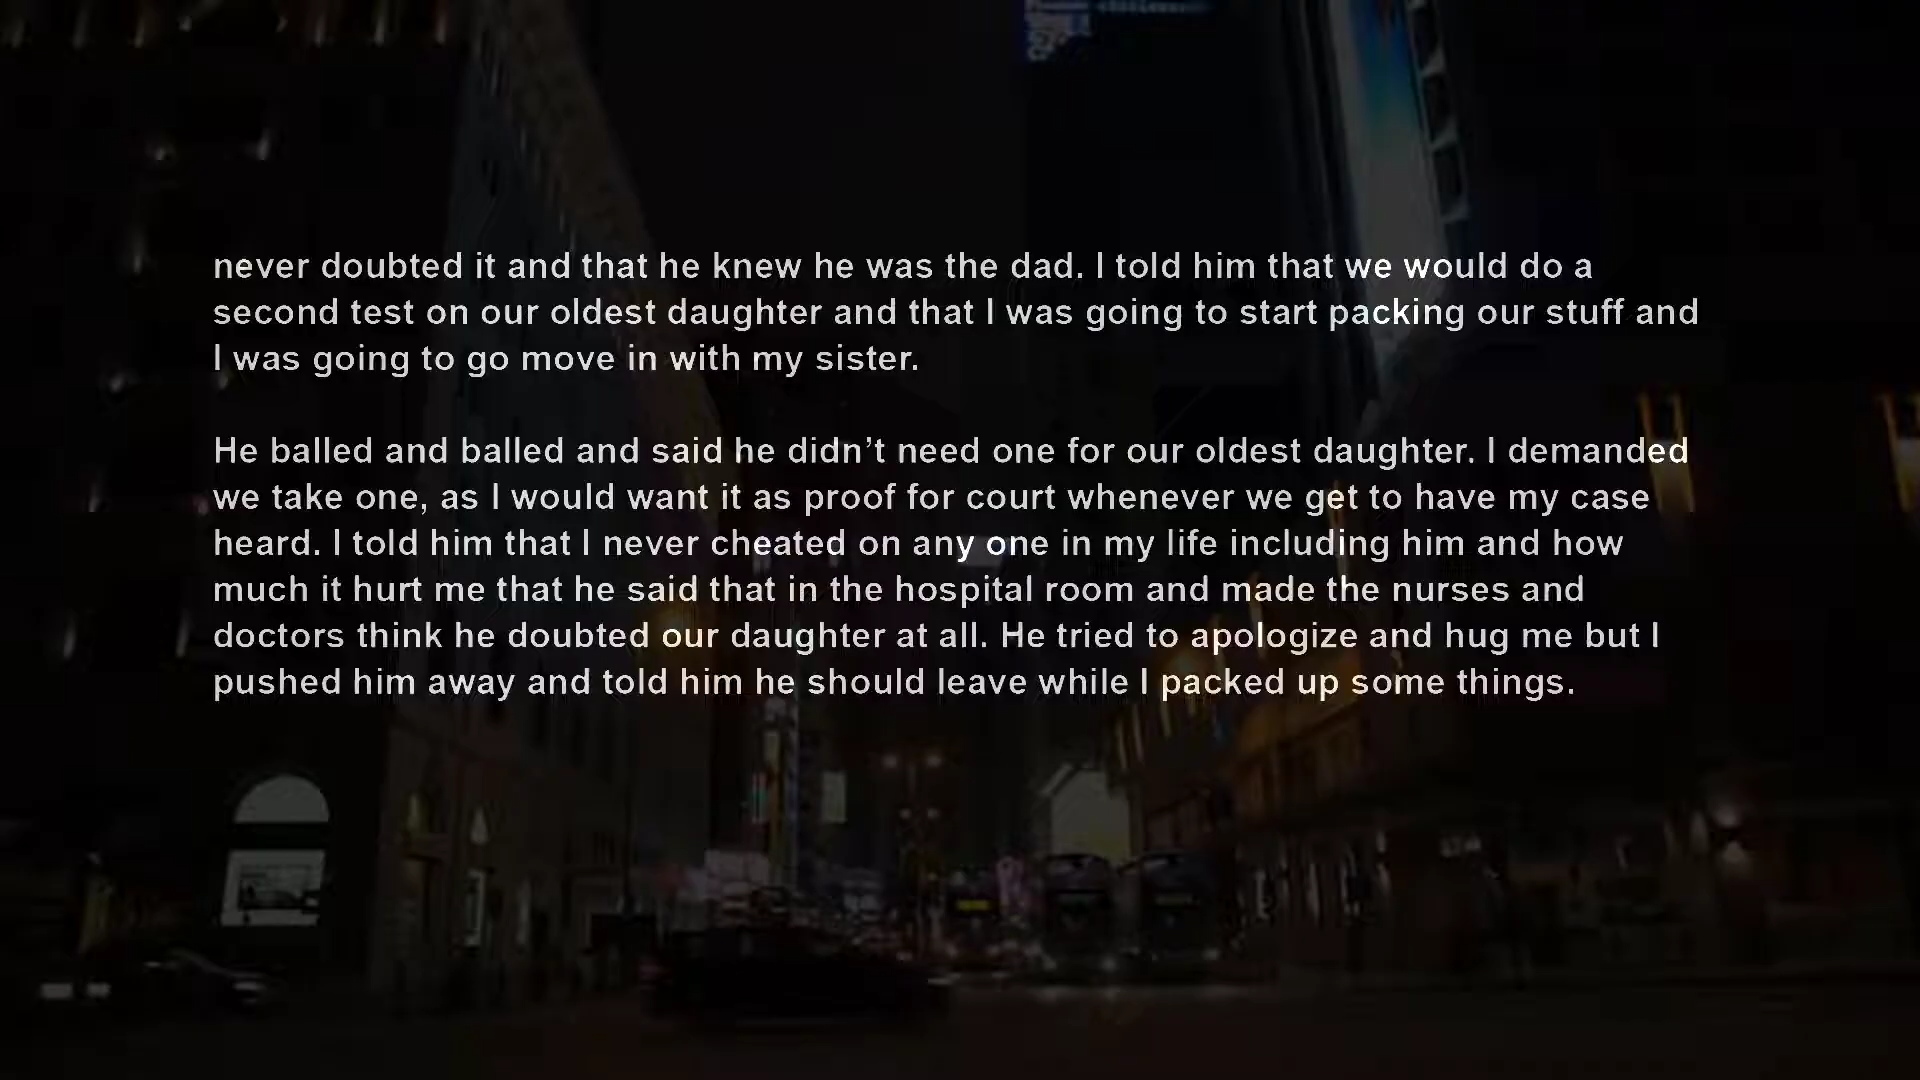 never doubted it and that he knew he was the dad. I told him that we would do a
second test on our oldest daughter and that I was going to start packing our stuff and
I was going to go move in with my sister.
He balled and balled and said he didn’t need one for our oldest daughter. I demanded
we take one, as I would want it as proof for court whenever we get to have my case
heard. I told him that I never cheated on any one in my life including him and how
much it hurt me that he said that in the hospital room and made the nurses and
doctors think he doubted our daughter at all. He tried to apologize and hug me but I
pushed him away and told him he should leave while I packed up some things.